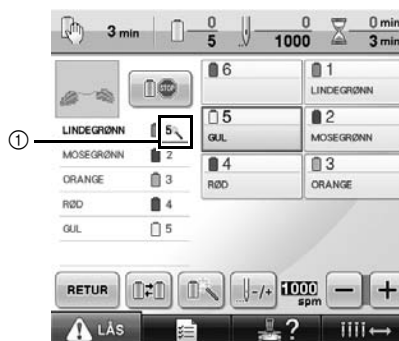 3 min 0 5 0 1000 0 min 3 min
STOP
6
1 LINDEGRØNN
5 GUL
2 MOSEGRØNN
4 RØD
3 ORANGE
① LINDEGRØNN 5
MOSEGRØNN 2
ORANGE 3
RØD 4
GUL 5
RETUR -/+ 1000 spm − +
LÅS ?